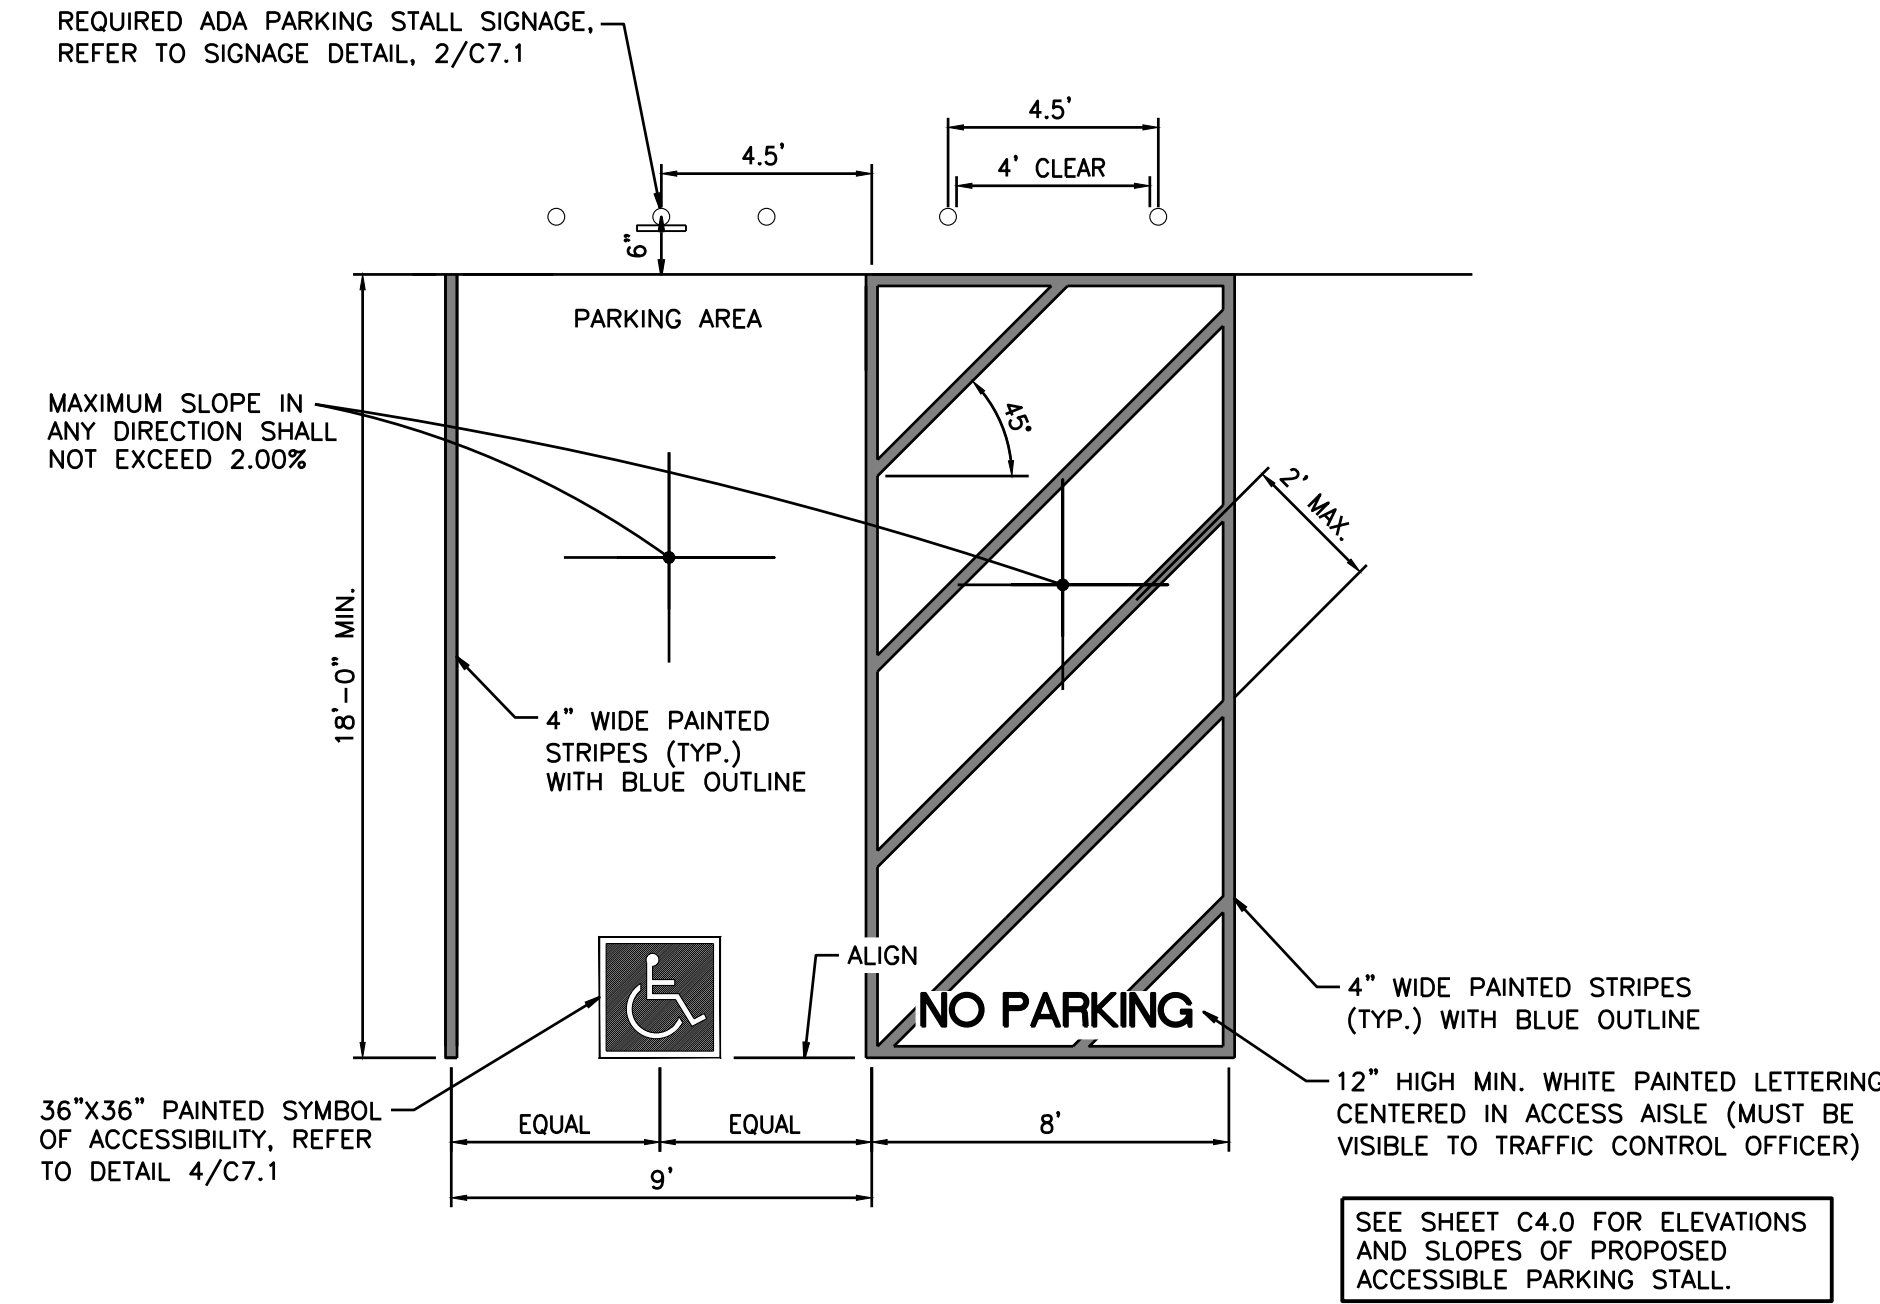 REQUIRED ADA PARKING STALL SIGNAGE,
REFER TO SIGNAGE DETAIL, 2/C7.1
4.5'
4' CLEAR
4.5'
6"
PARKING AREA
MAXIMUM SLOPE IN
ANY DIRECTION SHALL
NOT EXCEED 2.00%
45°
2' MAX.
18'-0" MIN.
4" WIDE PAINTED
STRIPES (TYP.)
WITH BLUE OUTLINE
ALIGN
NO PARKING
4" WIDE PAINTED STRIPES
(TYP.) WITH BLUE OUTLINE
12" HIGH MIN. WHITE PAINTED LETTERING
CENTERED IN ACCESS AISLE (MUST BE
VISIBLE TO TRAFFIC CONTROL OFFICER)
36"X36" PAINTED SYMBOL
OF ACCESSIBILITY, REFER
TO DETAIL 4/C7.1
EQUAL
EQUAL
8'
9'
SEE SHEET C4.0 FOR ELEVATIONS
AND SLOPES OF PROPOSED
ACCESSIBLE PARKING STALL.